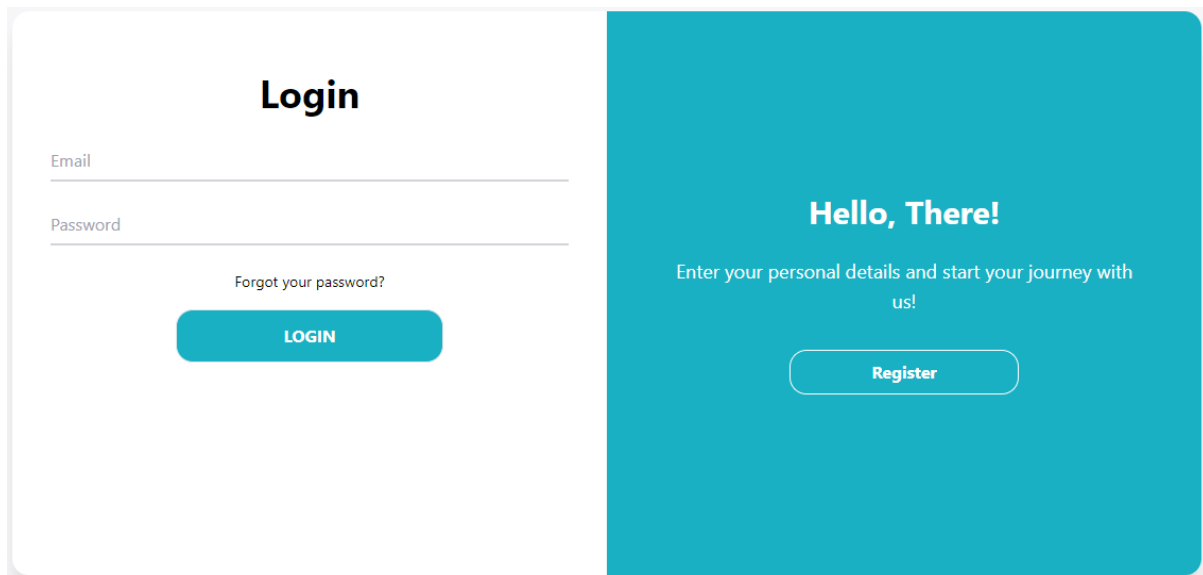 Login
Email
Password
Forgot your password?
LOGIN
Hello, There!
Enter your personal details and start your journey with
us!
Register